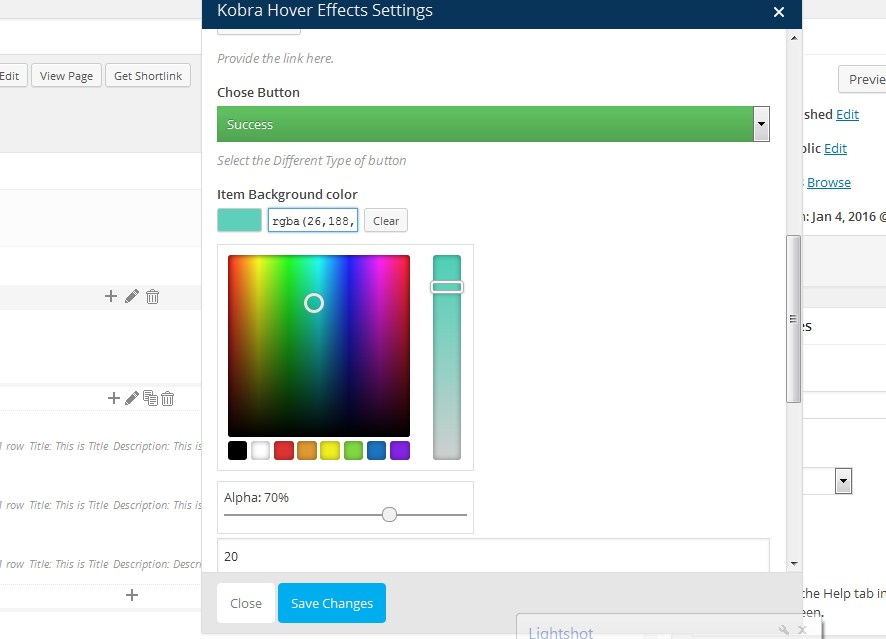 Kobra Hover Effects Settings
Provide the link here.
Edit
View Page
Get Shortlink
Chose Button
Success
Select the Different Type of button
Item Background color
rgba(26,188,
Clear
Alpha: 70%
20
Close
Save Changes
Previe
shed Edit
blic Edit
Browse
n: Jan 4, 2016 @
es
row Title: This is Title Description: This is
row Title: This is Title Description: This is
row Title: This is Title Description: Descri
the Help tab in
een.
Lightshot